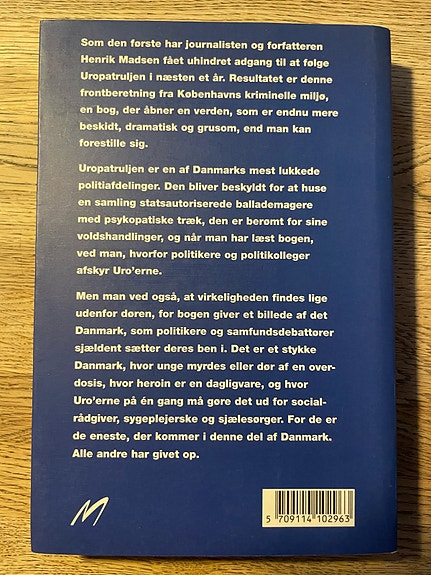 Som den første har journalisten og forfatteren
Henrik Madsen fået uhindret adgang til at følge
Uropatruljen i næsten et år. Resultatet er denne
frontberetning fra Københavns kriminelle miljø,
en bog, der åbner en verden, som er endnu mere
beskidt, dramatisk og grusom, end man kan
forestille sig.
Uropatruljen er en af Danmarks mest lukkede
politiafdelinger. Den bliver beskyldt for at huse
en samling statsautoriserede ballademagere
med psykopatiske træk, den er berømt for sine
voldshandlinger, og når man har læst bogen,
ved man, hvorfor politikere og politikolleger
afskyr Uro'erne.
Men man ved også, at virkeligheden findes lige
udenfor døren, for bogen giver et billede af det
Danmark, som politikere og samfundsdebattører
sjældent sætter deres ben i. Det er et stykke
Danmark, hvor unge myrdes eller dør af en over-
dosis, hvor heroin er en dagligvare, og hvor
Uro'erne på én gang må gøre det ud for social-
rådgiver, sygeplejerske og sjælesørger. For de er
de eneste, der kommer i denne del af Danmark.
Alle andre har givet op.
M
5 709114 102963